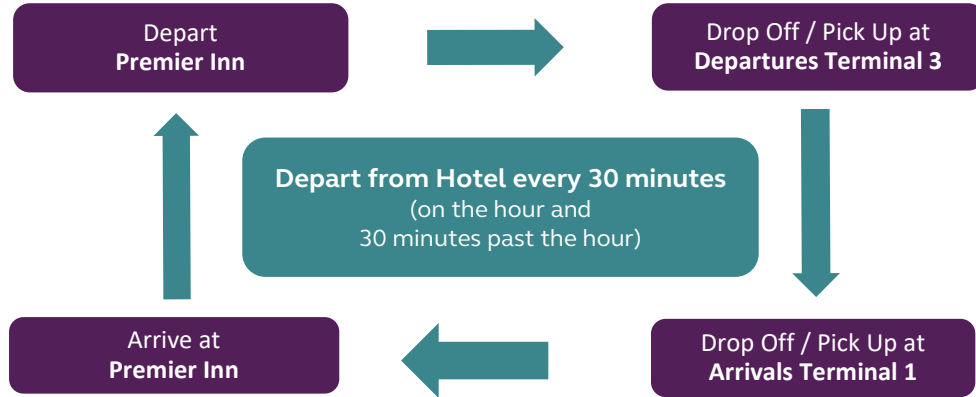 Depart
Premier Inn
Drop Off / Pick Up at
Departures Terminal 3
Depart from Hotel every 30 minutes
(on the hour and
30 minutes past the hour)
Arrive at
Premier Inn
Drop Off / Pick Up at
Arrivals Terminal 1